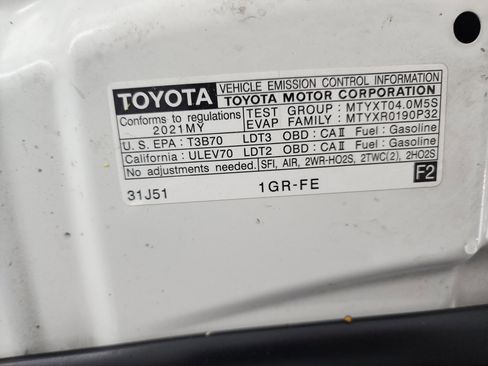 TOYOTA VEHICLE EMISSION CONTROL INFORMATION
TOYOTA MOTOR CORPORATION
Conforms to regulations
2021MY
TEST GROUP : MTYXT04.0M5S
EVAP FAMILY: MTYXR0190P32
U.S. EPA : T3B70 LDT3 OBD : CAⅡ Fuel : Gasoline
California : ULEV70 LDT2 OBD : CAⅡ Fuel : Gasoline
No adjustments needed. SFI, AIR, 2WR-HO2S, 2TWC(2), 2HO2S
31J51 1GR-FE F2